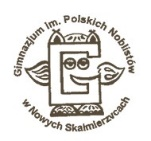 Gimnazjum im. Polskich Noblistów
w Nowych Skalmierzycach